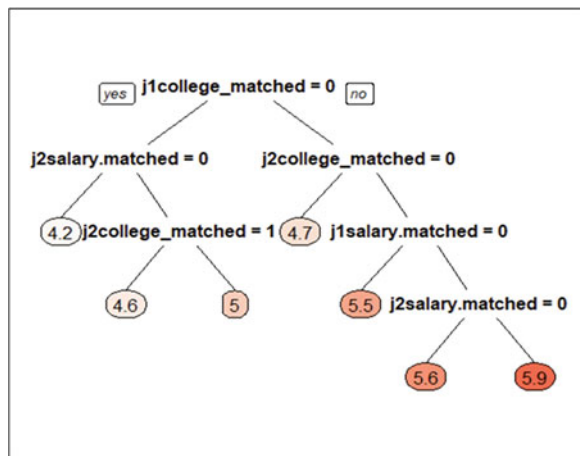 j1college_matched = 0
yes no
j2salary.matched = 0 j2college_matched = 0
4.2 j2college_matched = 1 4.7 j1salary.matched = 0
4.6 5 5.5 j2salary.matched = 0
5.6 5.9